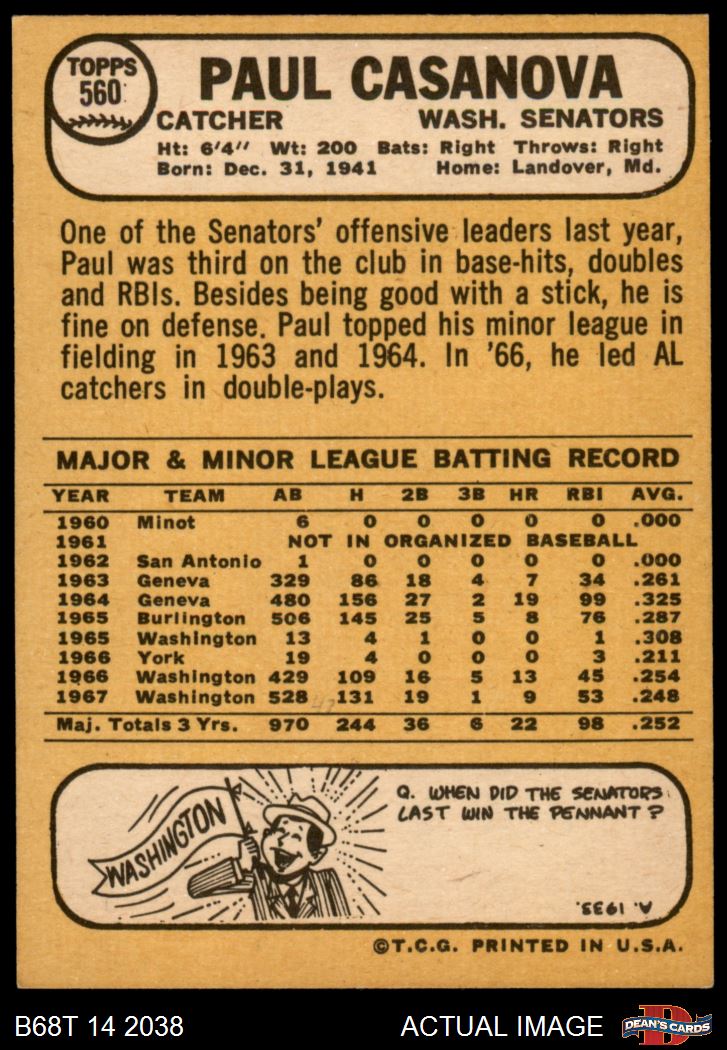 TOPPS
560
PAUL CASANOVA
CATCHER WASH. SENATORS
Ht: 6'4" Wt: 200 Bats: Right Throws: Right
Born: Dec. 31, 1941 Home: Landover, Md.
One of the Senators' offensive leaders last year,
Paul was third on the club in base-hits, doubles
and RBIs. Besides being good with a stick, he is
fine on defense. Paul topped his minor league in
fielding in 1963 and 1964. In '66, he led AL
catchers in double-plays.
MAJOR & MINOR LEAGUE BATTING RECORD
YEAR TEAM AB H 2B 3B HR RBI AVG.
1960 Minot 6 0 0 0 0 0 .000
1961 NOT IN ORGANIZED BASEBALL
1962 San Antonio 1 0 0 0 0 0 .000
1963 Geneva 329 86 18 4 7 34 .261
1964 Geneva 480 156 27 2 19 99 .325
1965 Burlington 506 145 25 5 8 76 .287
1965 Washington 13 4 1 0 0 1 .308
1966 York 19 4 0 0 0 3 .211
1966 Washington 429 109 16 5 13 45 .254
1967 Washington 528 131 19 1 9 53 .248
Maj. Totals 3 Yrs. 970 244 36 6 22 98 .252
WASHINGTON
Q. WHEN DID THE SENATORS
LAST WIN THE PENNANT?
A. 1933.
©T.C.G. PRINTED IN U.S.A.
B68T 14 2038 ACTUAL IMAGE DEAN'S CARDS